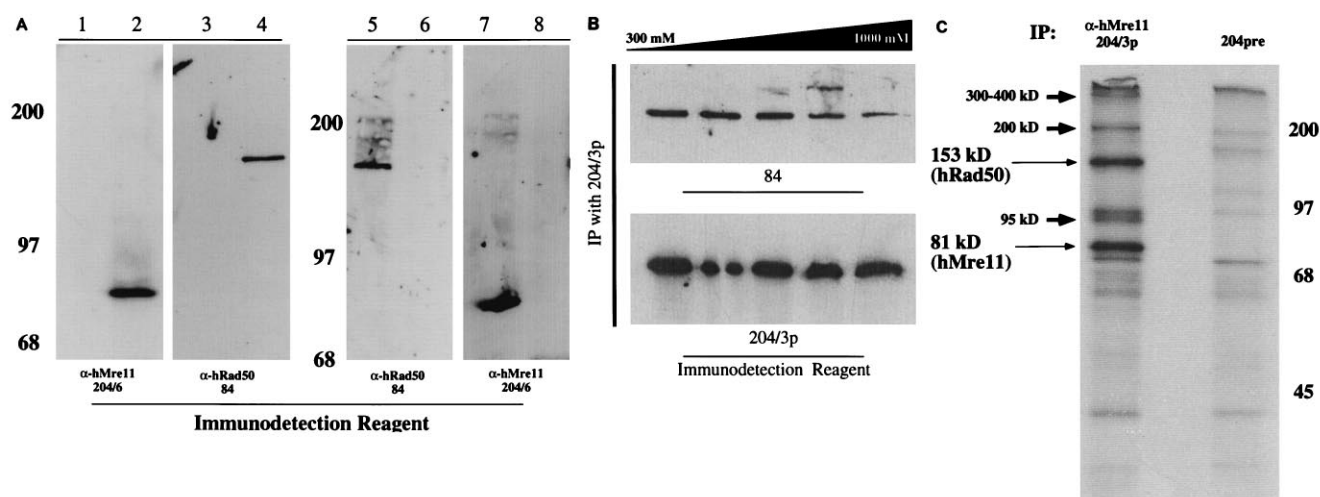 A 1 2 3 4 5 6 7 8
200
97
68
200
97
68
α-hMre11
204/6
α-hRad50
84
α-hRad50
84
α-hMre11
204/6
Immunodetection Reagent
B
300 mM 1000 mM
IP with 204/3p
84
204/3p
Immunodetection Reagent
C
IP: α-hMre11
204/3p
204pre
300-400 kD
200 kD
153 kD
(hRad50)
95 kD
81 kD
(hMre11)
200
97
68
45